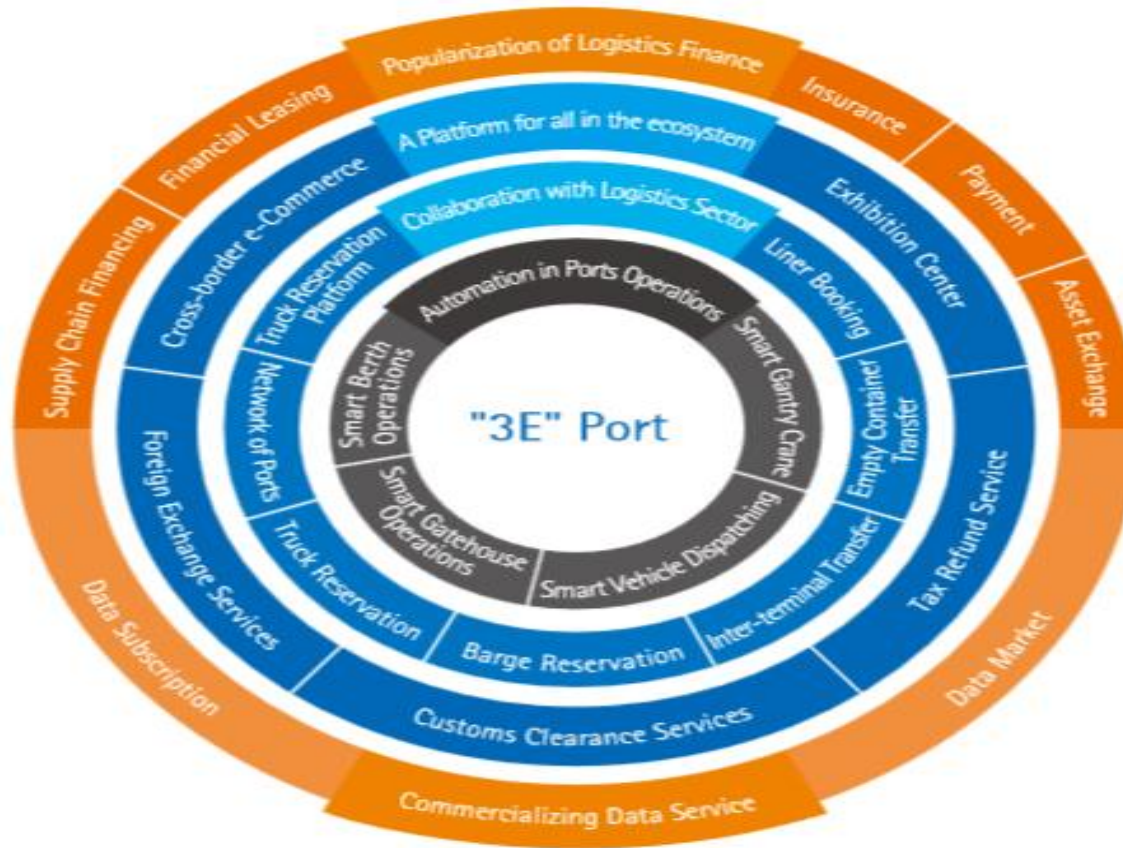 Popularization of Logistics Finance
Insurance
Payment
Asset Exchange
Data Market
Commercializing Data Service
Data Subscription
Supply Chain Financing
Financial Leasing
A Platform for all in the ecosystem
Exhibition Center
Tax Refund Service
Customs Clearance Services
Foreign Exchange Services
Cross-border e-Commerce
Collaboration with Logistics Sector
Liner Booking
Empty Container
Transfer
Inter-terminal Transfer
Barge Reservation
Truck Reservation
Network of Ports
Truck Reservation
Platform
Automation in Ports Operations
Smart Gantry Crane
Smart Vehicle Dispatching
Smart Gatehouse
Operations
Smart Berth
Operations
"3E" Port